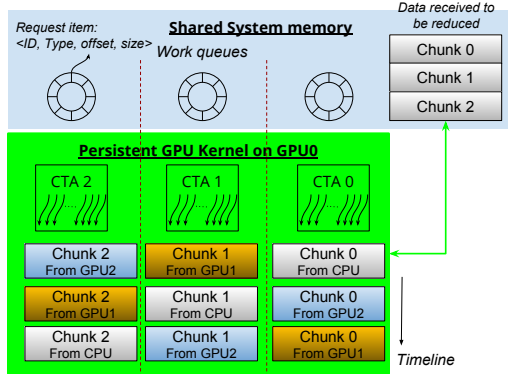 Data received to
be reduced
Request item:
<ID, Type, offset, size>
Shared System memory
Work queues
Chunk 0
Chunk 1
Chunk 2
Persistent GPU Kernel on GPU0
CTA 2
CTA 1
CTA 0
....
....
....
Chunk 2
From GPU2
Chunk 1
From GPU1
Chunk 0
From CPU
Chunk 2
From GPU1
Chunk 1
From CPU
Chunk 0
From GPU2
Chunk 2
From CPU
Chunk 1
From GPU2
Chunk 0
From GPU1
Timeline